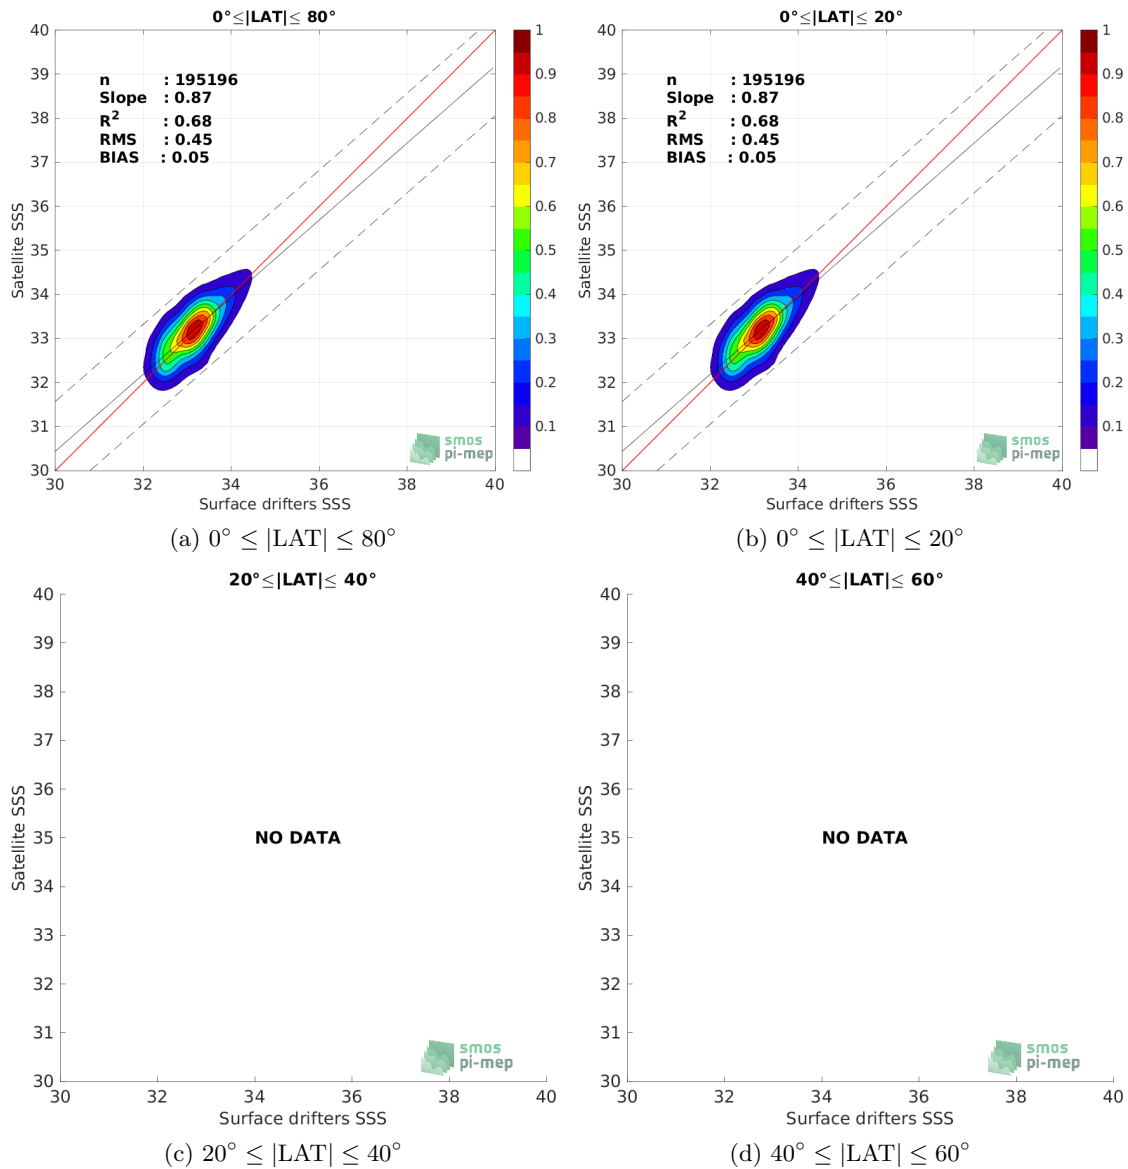 0°≤|LAT|≤ 80°
40
39
38
37
36
35
34
33
32
31
30
Satellite SSS
n : 195196
Slope : 0.87
R2 : 0.68
RMS : 0.45
BIAS : 0.05
smos
pi-mep
30 32 34 36 38 40
Surface drifters SSS
1
0.9
0.8
0.7
0.6
0.5
0.4
0.3
0.2
0.1
(a) 0° ≤ |LAT| ≤ 80°
0°≤|LAT|≤ 20°
40
39
38
37
36
35
34
33
32
31
30
Satellite SSS
n : 195196
Slope : 0.87
R2 : 0.68
RMS : 0.45
BIAS : 0.05
smos
pi-mep
30 32 34 36 38 40
Surface drifters SSS
1
0.9
0.8
0.7
0.6
0.5
0.4
0.3
0.2
0.1
(b) 0° ≤ |LAT| ≤ 20°
20°≤|LAT|≤ 40°
40
39
38
37
36
35
34
33
32
31
30
Satellite SSS
NO DATA
smos
pi-mep
30 32 34 36 38 40
Surface drifters SSS
(c) 20° ≤ |LAT| ≤ 40°
40°≤|LAT|≤ 60°
40
39
38
37
36
35
34
33
32
31
30
Satellite SSS
NO DATA
smos
pi-mep
30 32 34 36 38 40
Surface drifters SSS
(d) 40° ≤ |LAT| ≤ 60°